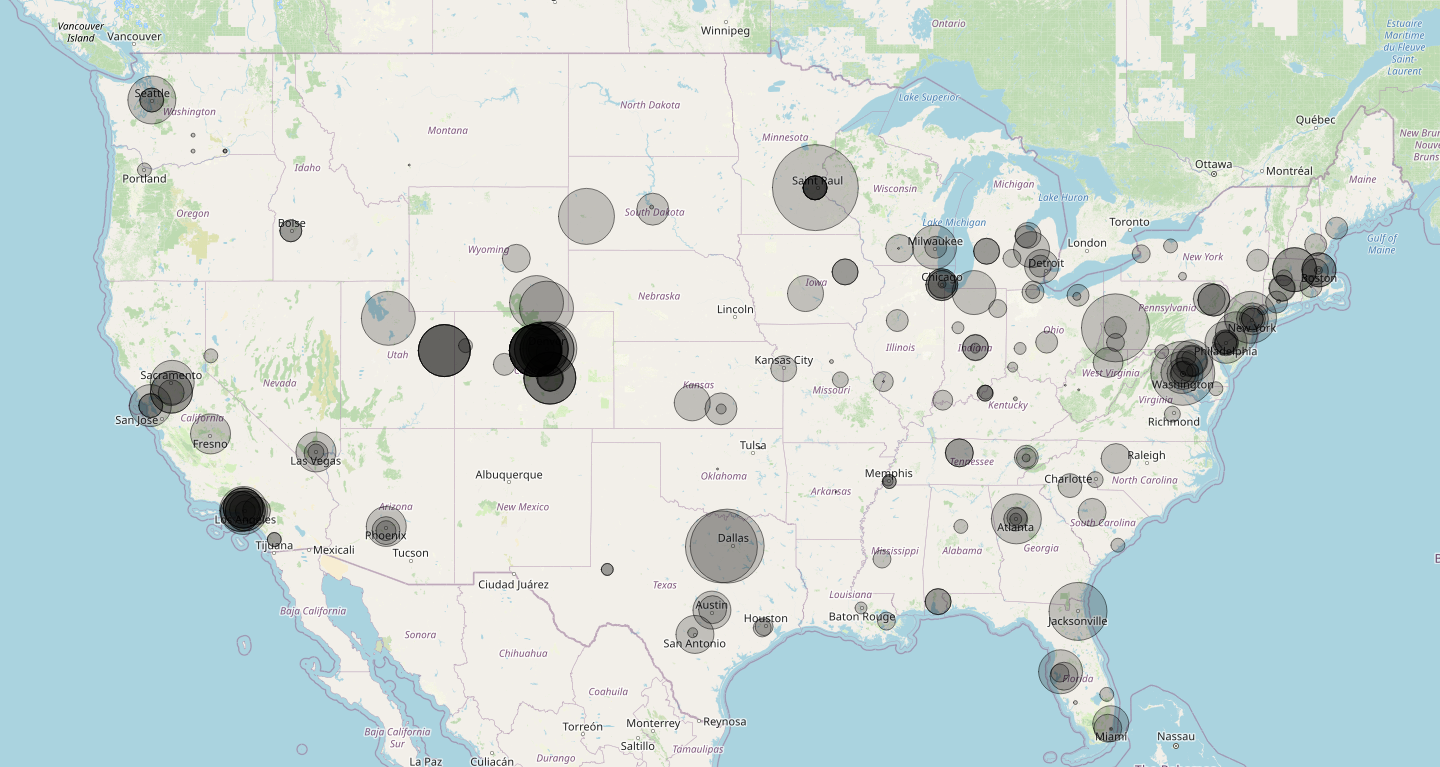 Vancouver
Island
Vancouver
Winnipeg
Ontario
Estuaire
Maritime
du Fleuve
Saint
Laurent
Seattle
Washington
Montana
North Dakota
Minnesota
Lake Superior
Québec
Portland
Idaho
Saint Paul
Wisconsin
Michigan
Ottawa
Montréal
Maine
Oregon
Boise
South Dakota
Lake Michigan
Lake Huron
Toronto
Wyoming
Milwaukee
London
Gulf of
Maine
Detroit
New York
Chicago
Boston
Iowa
Nebraska
Lincoln
Pennsylvania
Utah
Illinois
Indiana
Ohio
New York
Philadelphia
Sacramento
Nevada
Kansas City
Kansas
Missouri
West Virginia
Washington
Kentucky
Virginia
San Jose
California
Richmond
Fresno
Las Vegas
Tulsa
Albuquerque
Oklahoma
Memphis
Tennessee
Raleigh
Charlotte
North Carolina
Arizona
New Mexico
Arkansas
Los Angeles
Phoenix
Tijuana
Mexicali
Tucson
Dallas
Atlanta
South Carolina
Mississippi
Alabama
Georgia
Ciudad Juárez
Texas
Louisiana
Baja California
Austin
Houston
Baton Rouge
Jacksonville
Sonora
San Antonio
Chihuahua
Florida
Coahuila
Baja California
Sur
Torreón
Monterrey
Reynosa
Saltillo
Tamaulipas
Miami
Nassau
La Paz
Culiacán
Durango